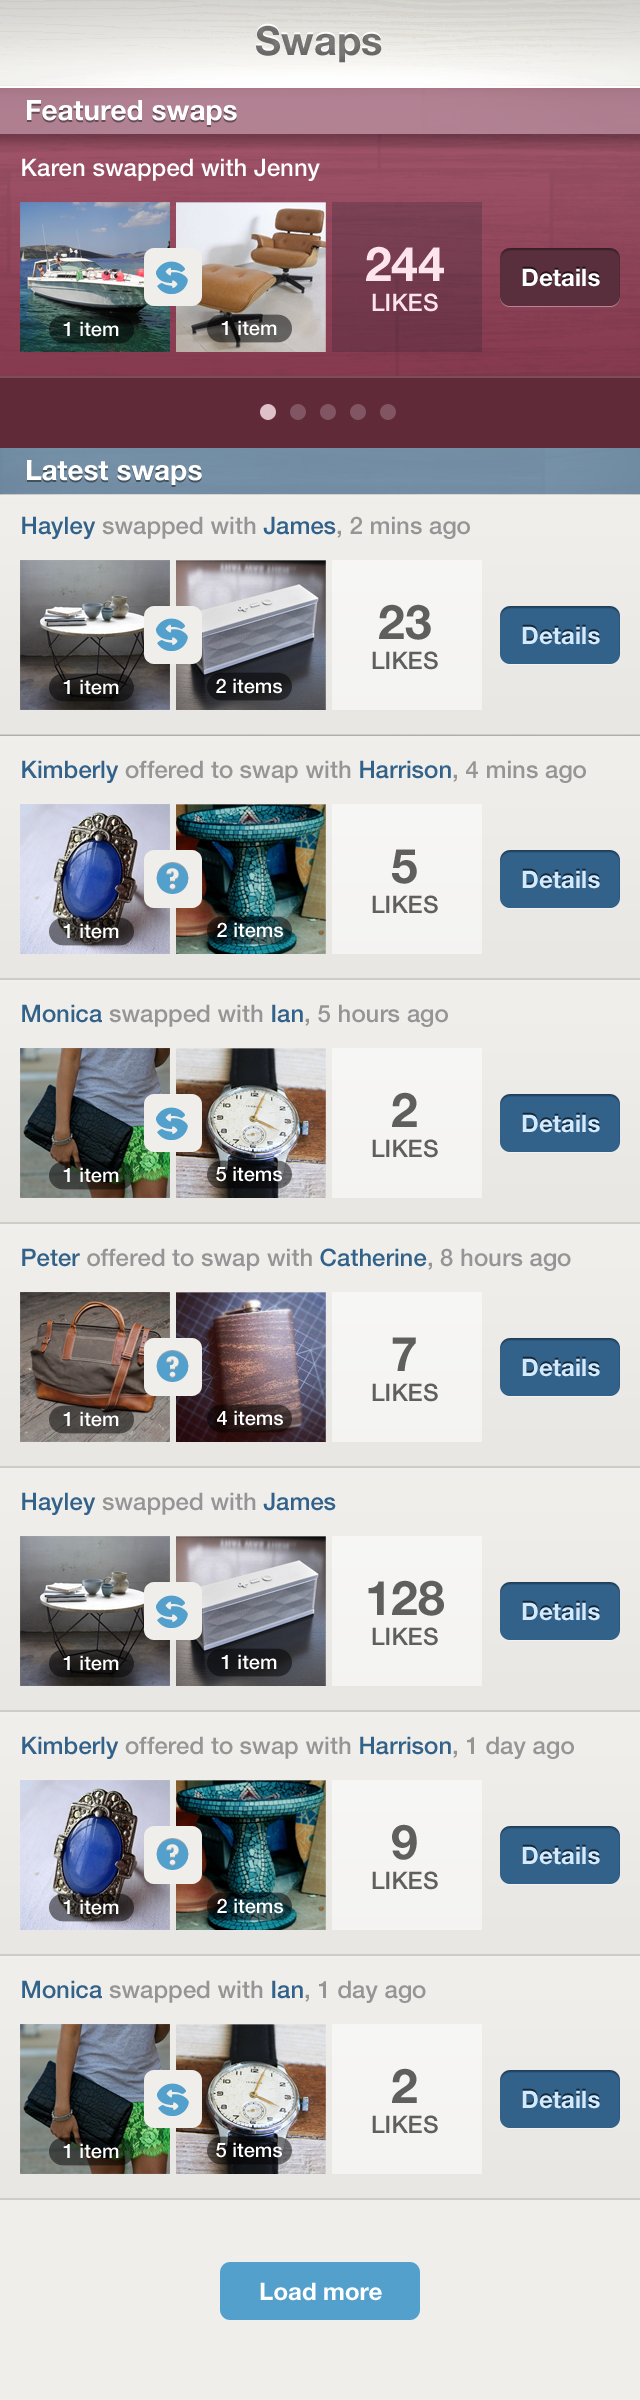 Swaps
Featured swaps
Karen swapped with Jenny
1 item
1 item
244
LIKES
Details
Latest swaps
Hayley swapped with James, 2 mins ago
1 item
2 items
23
LIKES
Details
Kimberly offered to swap with Harrison, 4 mins ago
1 item
?
2 items
5
LIKES
Details
Monica swapped with Ian, 5 hours ago
1 item
5 items
2
LIKES
Details
Peter offered to swap with Catherine, 8 hours ago
1 item
?
4 items
7
LIKES
Details
Hayley swapped with James
1 item
1 item
128
LIKES
Details
Kimberly offered to swap with Harrison, 1 day ago
1 item
?
2 items
9
LIKES
Details
Monica swapped with Ian, 1 day ago
1 item
5 items
2
LIKES
Details
Load more